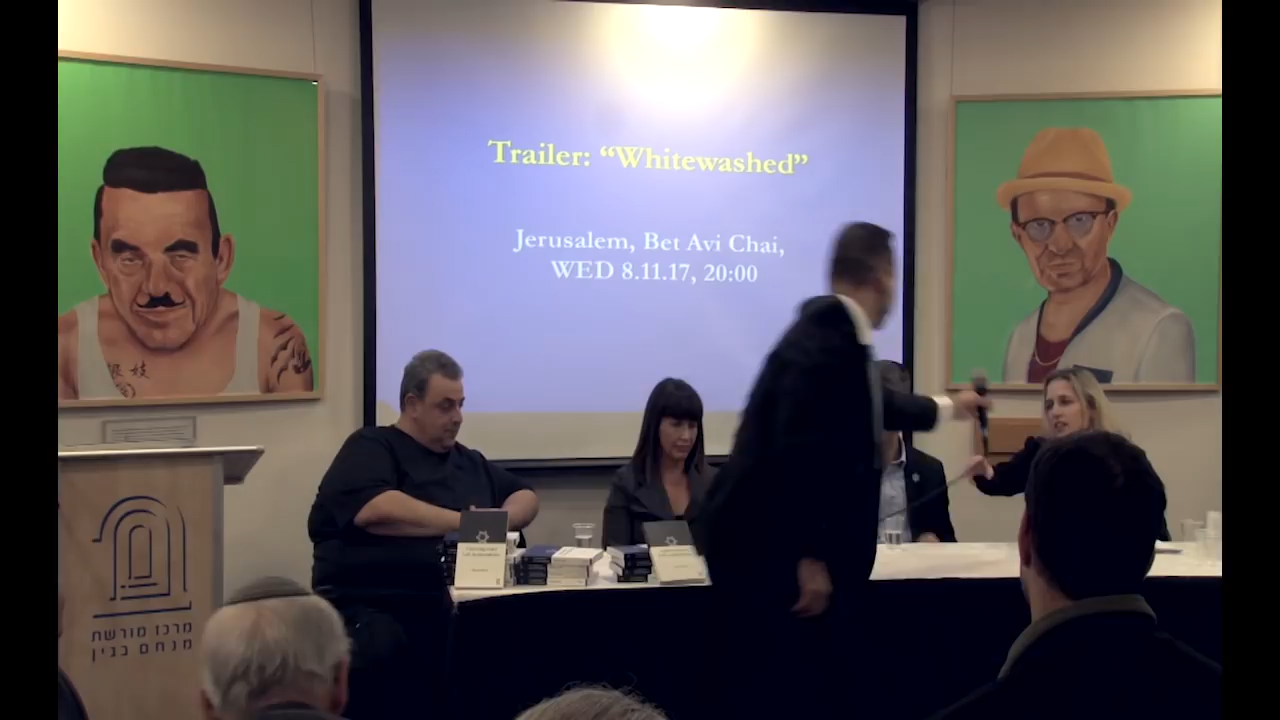 Trailer: “Whitewashed”
Jerusalem, Bet Avi Chai,
WED 8.11.17, 20:00
מרכז מורשת
מנחם בגין